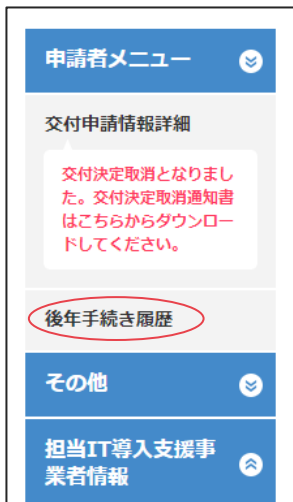 申請者メニュー
交付申請情報詳細
交付決定取消となりまし
た。交付決定取消通知書
はこちらからダウンロー
ドしてください。
後年手続き履歴
その他
担当IT導入支援事
業者情報